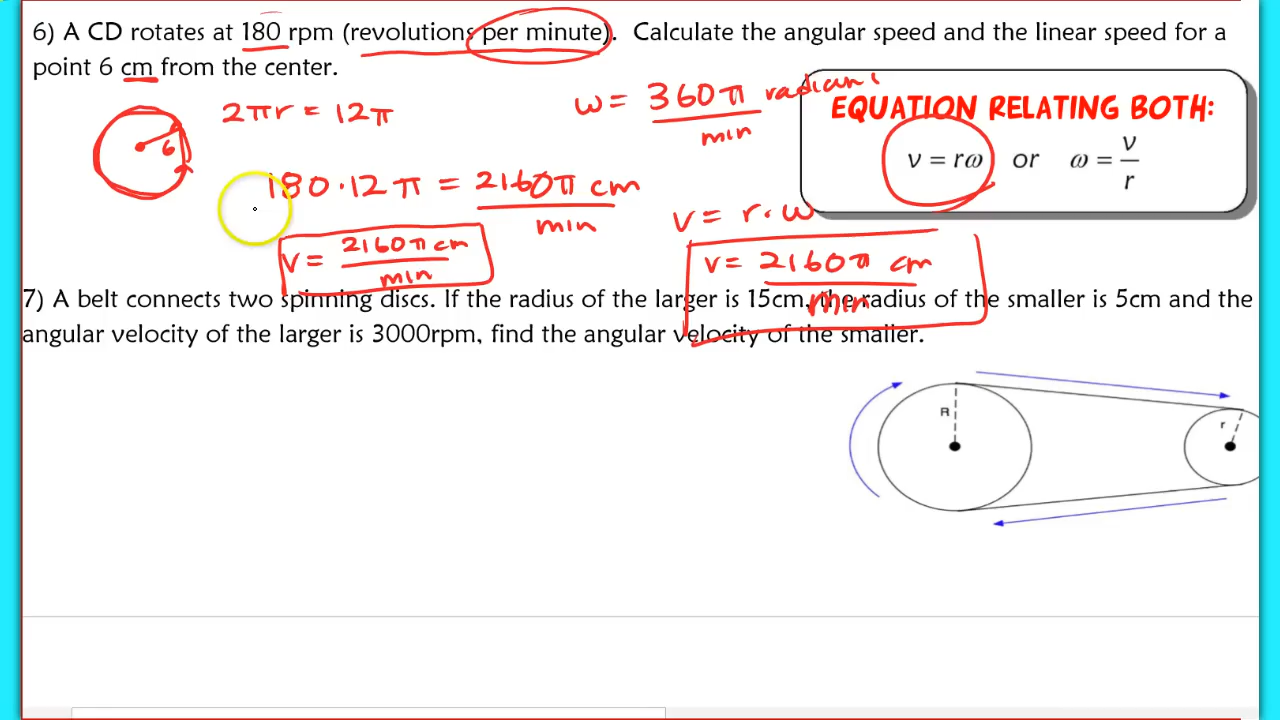 6) A CD rotates at 180 rpm (revolutions per minute). Calculate the angular speed and the linear speed for a
point 6 cm from the center.
6
2πr = 12π
180·12π = 2160π cm
min
v = 2160π cm
min
ω = 360π radians
min
EQUATION RELATING BOTH:
v = rω or ω = v
r
v = r·ω
v = 2160π cm
min
7) A belt connects two spinning discs. If the radius of the larger is 15cm, the radius of the smaller is 5cm and the
angular velocity of the larger is 3000rpm, find the angular velocity of the smaller.
R
r